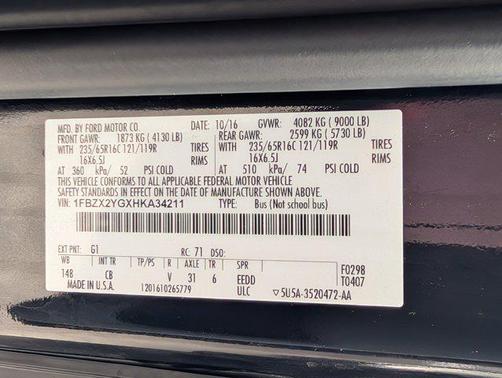 MFD. BY FORD MOTOR CO. 10/16 GVWR: 4082 KG ( 9000 LB)
FRONT GAWR: 1873 KG ( 4130 LB) REAR GAWR: 2599 KG ( 5730 LB)
WITH 235/65R16C 121/119R TIRES WITH 235/65R16C 121/119R TIRES
16X6.5J RIMS 16X6.5J RIMS
AT 360 kPa/ 52 PSI COLD AT 510 kPa/ 74 PSI COLD
THIS VEHICLE CONFORMS TO ALL APPLICABLE FEDERAL MOTOR VEHICLE
SAFETY STANDARDS IN EFFECT ON THE DATE OF MANUFACTURE SHOWN ABOVE.
VIN: 1FBZX2YGXHKA34211 TYPE: Bus (Not School bus)
EXT PNT: G1 RC: 71 DSO:
WB INT TR TP/PS R AXLE TR SPR F0298
148 CB V 31 6 EEDD T0407
MADE IN U.S.A. 1201610265779 ULC ▽5U5A-3520472-AA